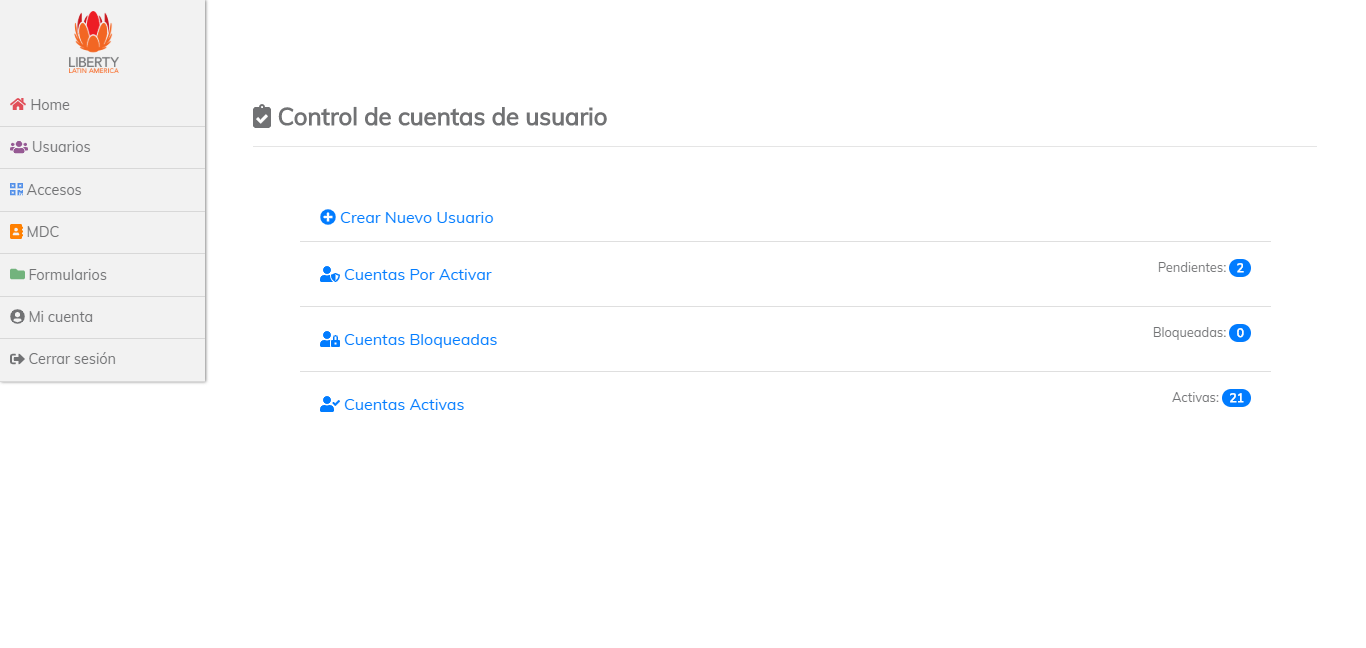 LIBERTY
LATIN AMERICA
Home
Usuarios
Accesos
MDC
Formularios
Mi cuenta
Cerrar sesión
Control de cuentas de usuario
Crear Nuevo Usuario
Cuentas Por Activar
Pendientes: 2
Cuentas Bloqueadas
Bloqueadas: 0
Cuentas Activas
Activas: 21